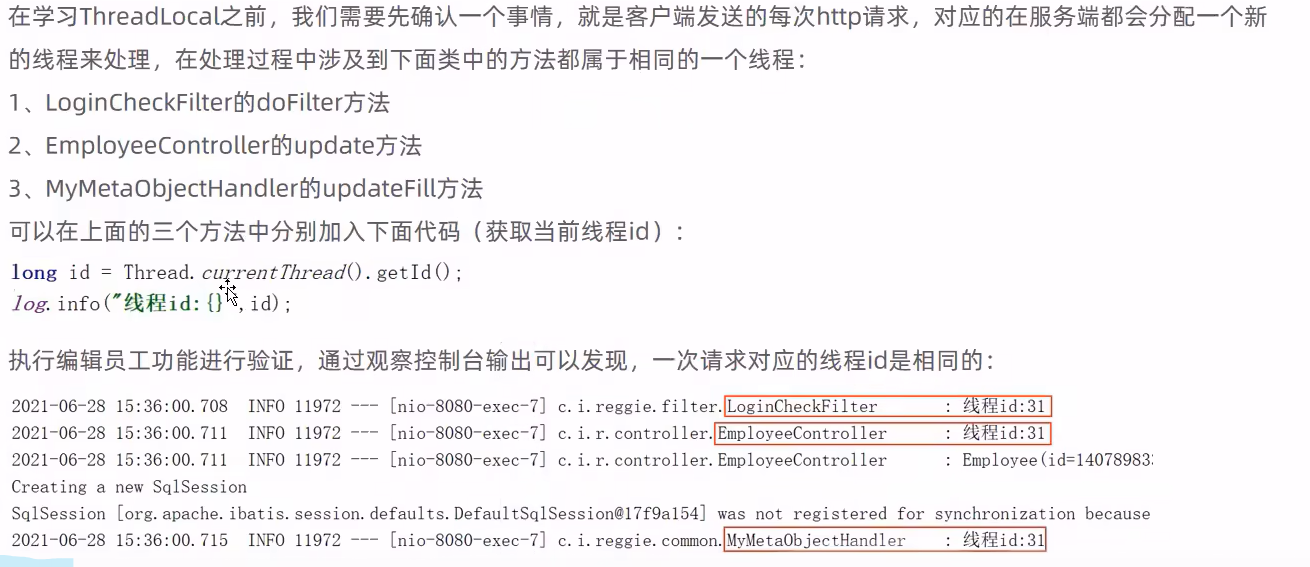 在学习ThreadLocal之前，我们需要先确认一个事情，就是客户端发送的每次http请求，对应的在服务端都会分配一个新
的线程来处理，在处理过程中涉及到下面类中的方法都属于相同的一个线程：
1、LoginCheckFilter的doFilter方法
2、EmployeeController的update方法
3、MyMetaObjectHandler的updateFill方法
可以在上面的三个方法中分别加入下面代码（获取当前线程id）：
long id = Thread.currentThread().getId();
log.info("线程id:{}",id);
执行编辑员工功能进行验证，通过观察控制台输出可以发现，一次请求对应的线程id是相同的：
2021-06-28 15:36:00.708  INFO 11972 --- [nio-8080-exec-7] c.i.reggie.filter.LoginCheckFilter       : 线程id:31
2021-06-28 15:36:00.711  INFO 11972 --- [nio-8080-exec-7] c.i.r.controller.EmployeeController      : 线程id:31
2021-06-28 15:36:00.711  INFO 11972 --- [nio-8080-exec-7] c.i.r.controller.EmployeeController      : Employee(id=14078983
Creating a new SqlSession
SqlSession [org.apache.ibatis.session.defaults.DefaultSqlSession@17f9a154] was not registered for synchronization because
2021-06-28 15:36:00.715  INFO 11972 --- [nio-8080-exec-7] c.i.reggie.common.MyMetaObjectHandler    : 线程id:31